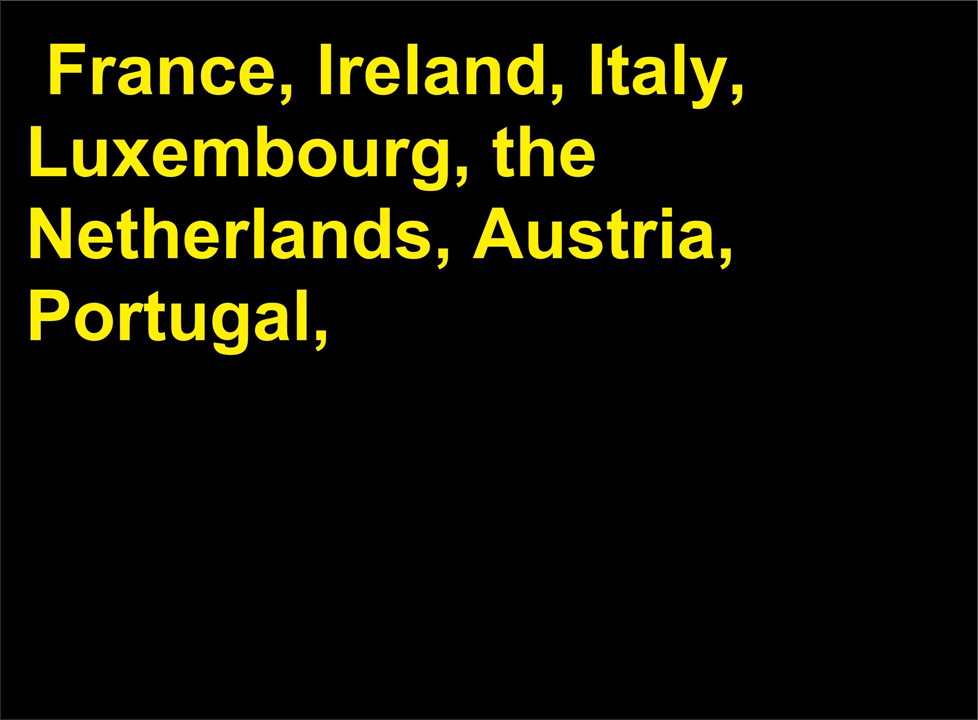 France, Ireland, Italy,
Luxembourg, the
Netherlands, Austria,
Portugal,